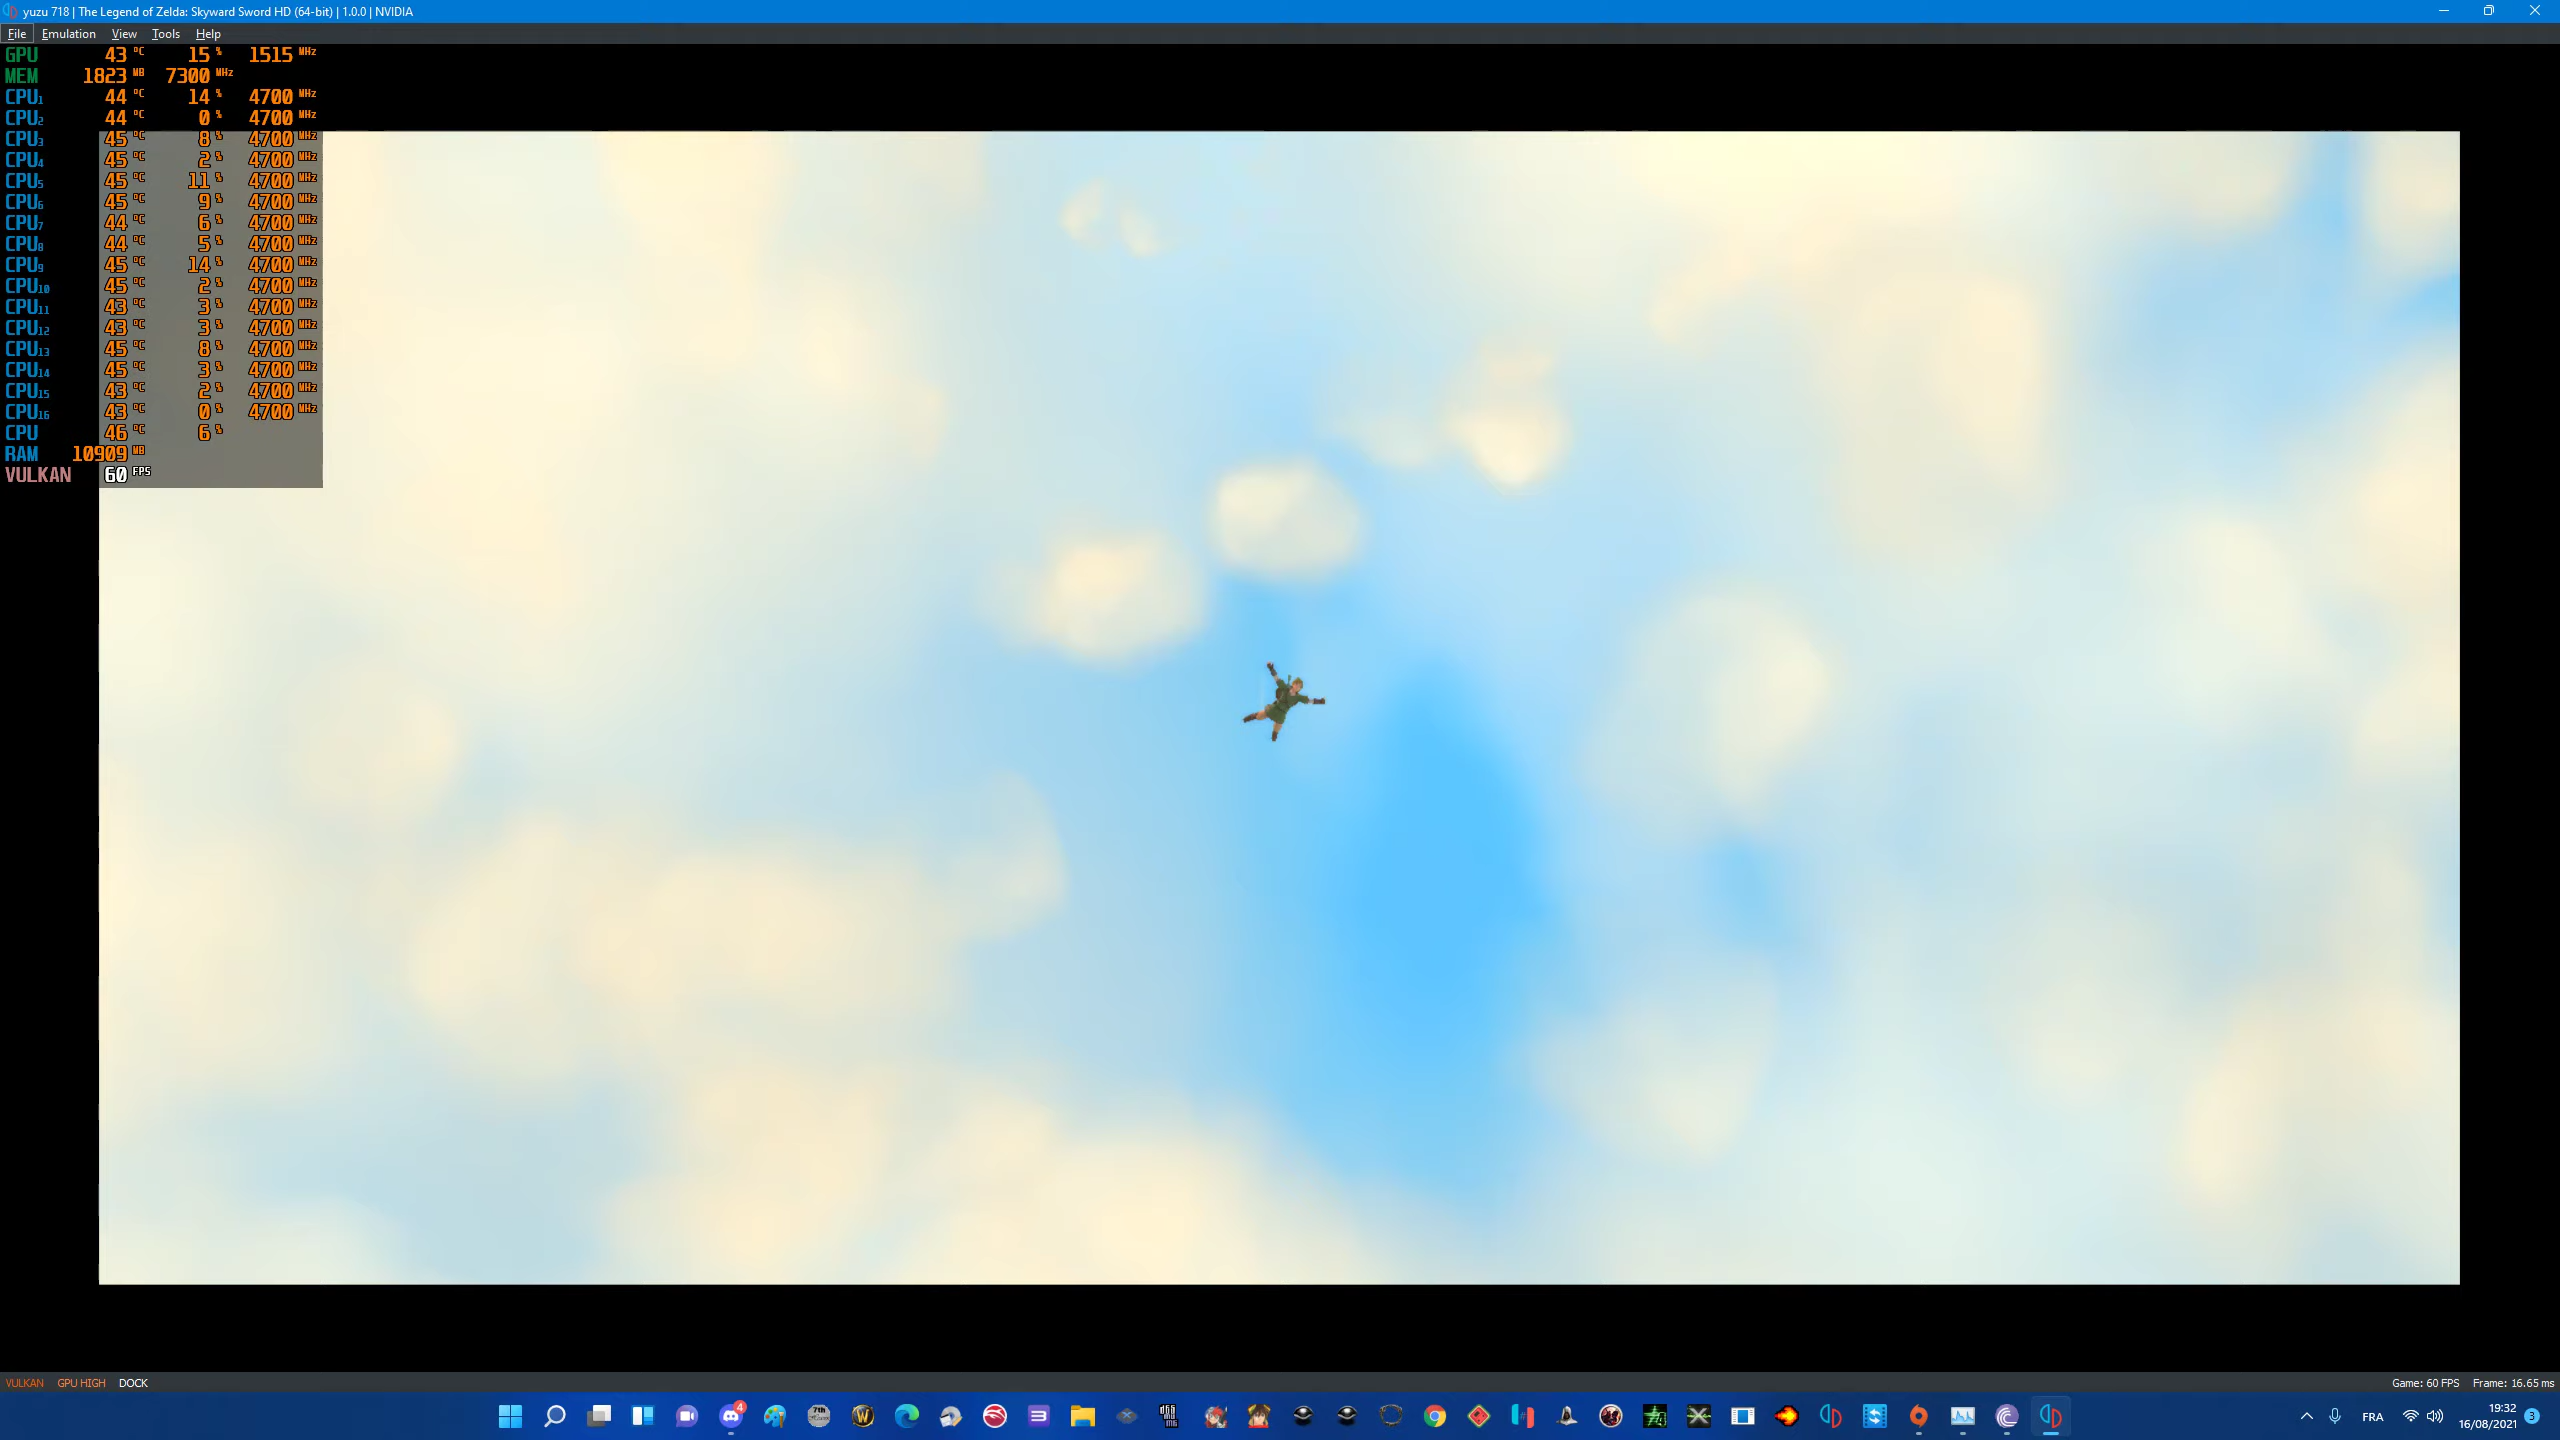 yuzu 718 | The Legend of Zelda: Skyward Sword HD (64-bit) | 1.0.0 | NVIDIA
File Emulation View Tools Help
GPU 43 °C 15 % 1515 MHz
MEM 1823 MB 7300 MHz
CPU1 44 °C 14 % 4700 MHz
CPU2 44 °C 0 % 4700 MHz
CPU3 45 °C 8 % 4700 MHz
CPU4 45 °C 2 % 4700 MHz
CPU5 45 °C 11 % 4700 MHz
CPU6 45 °C 9 % 4700 MHz
CPU7 44 °C 6 % 4700 MHz
CPU8 44 °C 5 % 4700 MHz
CPU9 45 °C 14 % 4700 MHz
CPU10 45 °C 2 % 4700 MHz
CPU11 43 °C 3 % 4700 MHz
CPU12 43 °C 3 % 4700 MHz
CPU13 45 °C 8 % 4700 MHz
CPU14 45 °C 3 % 4700 MHz
CPU15 43 °C 2 % 4700 MHz
CPU16 43 °C 0 % 4700 MHz
CPU 46 °C 6 %
RAM 10909 MB
VULKAN 60 FPS
VULKAN GPU HIGH DOCK Game: 60 FPS Frame: 16.65 ms
4 7th FRA 19:32
16/08/2021 3